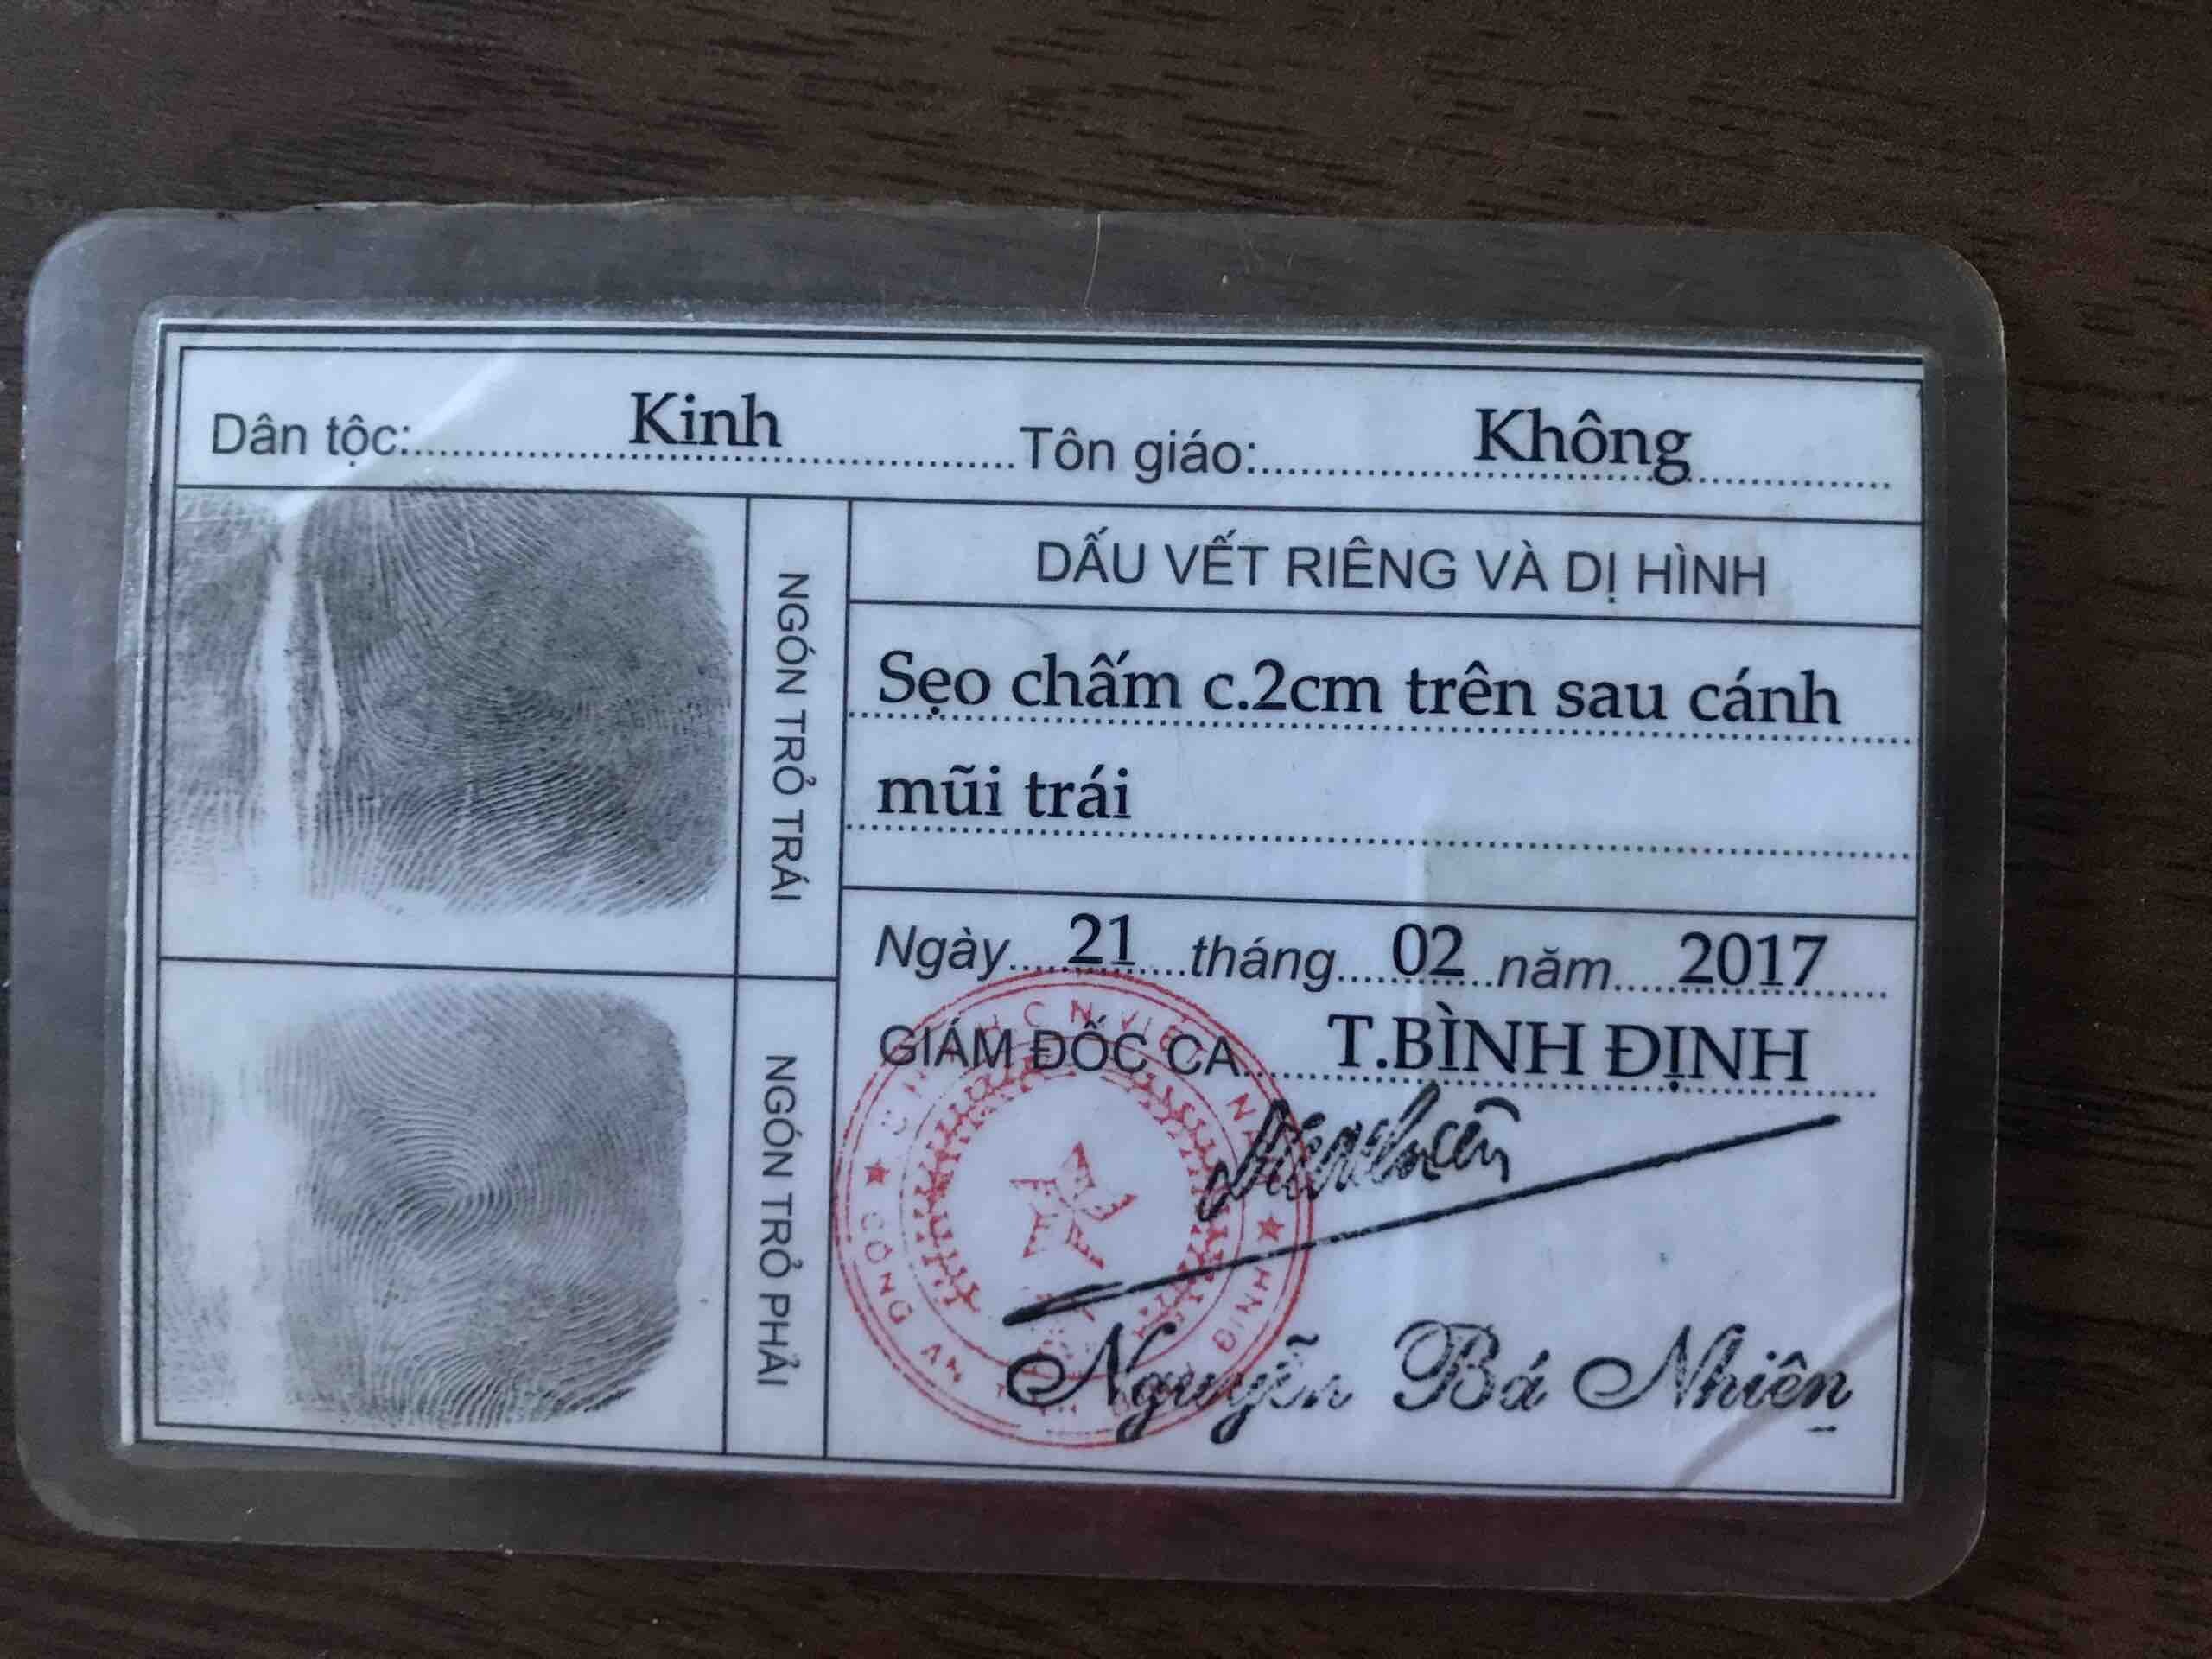 Dân tộc: Kinh Tôn giáo: Không
NGÓN TRỎ TRÁI
DẤU VẾT RIÊNG VÀ DỊ HÌNH
Sẹo chấm c.2cm trên sau cánh
mũi trái
Ngày 21 tháng 02 năm 2017
GIÁM ĐỐC CA T.BÌNH ĐỊNH
NGÓN TRỎ PHẢI
CÔNG AN
Nguyễn Bá Nhiên